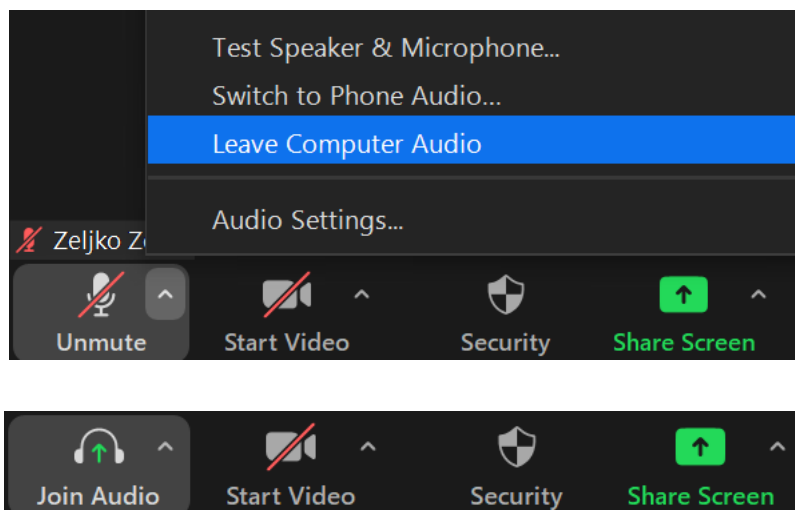 Test Speaker & Microphone...
Switch to Phone Audio...
Leave Computer Audio
Audio Settings...
Zeljko
Unmute Start Video Security Share Screen
Join Audio Start Video Security Share Screen